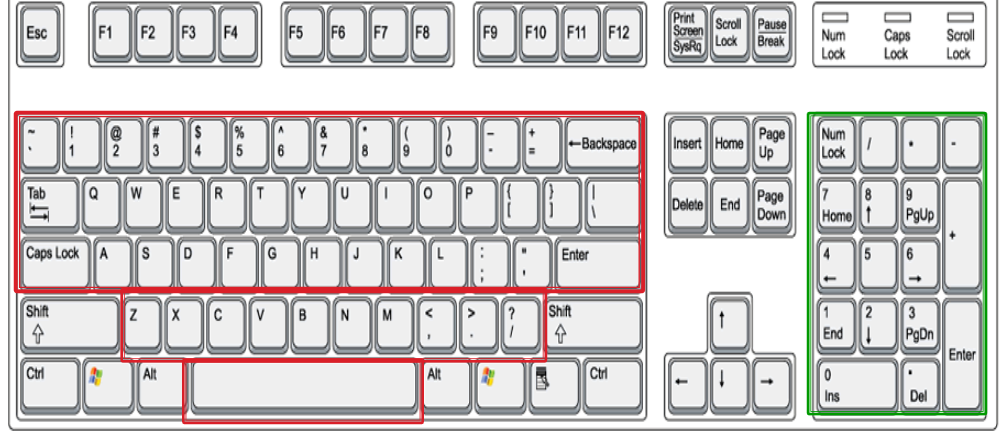 Esc F1 F2 F3 F4 F5 F6 F7 F8 F9 F10 F11 F12
Print
Screen
SysRq
Scroll
Lock
Pause
Break
Num
Lock
Caps
Lock
Scroll
Lock
~ ! @ # $ % ^ & * ( ) – +
` 1 2 3 4 5 6 7 8 9 0 - = ←Backspace
Insert Home Page
Up
Num
Lock
/ * -
Tab Q W E R T Y U I O P { } |
[ ] \
Delete End Page
Down
7
Home
8
↑
9
PgUp
+
Caps Lock A S D F G H J K L : " Enter
; '
4
←
5
6
→
Shift Z X C V B N M < > ? Shift
⇧ , . / ⇧
↑
1
End
2
↓
3
PgDn
Enter
Ctrl Alt Alt Ctrl
← ↓ →
0
Ins
.
Del